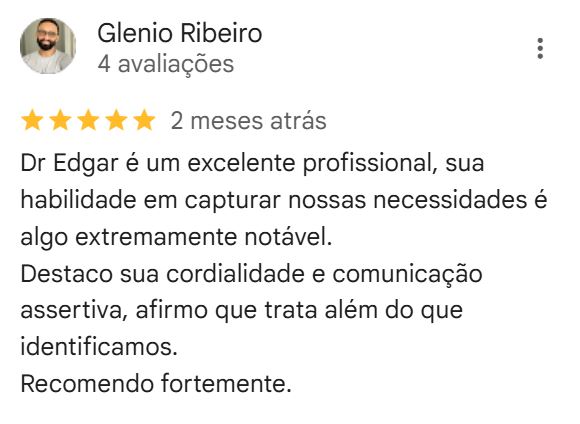 Glenio Ribeiro
4 avaliações
2 meses atrás
Dr Edgar é um excelente profissional, sua
habilidade em capturar nossas necessidades é
algo extremamente notável.
Destaco sua cordialidade e comunicação
assertiva, afirmo que trata além do que
identificamos.
Recomendo fortemente.